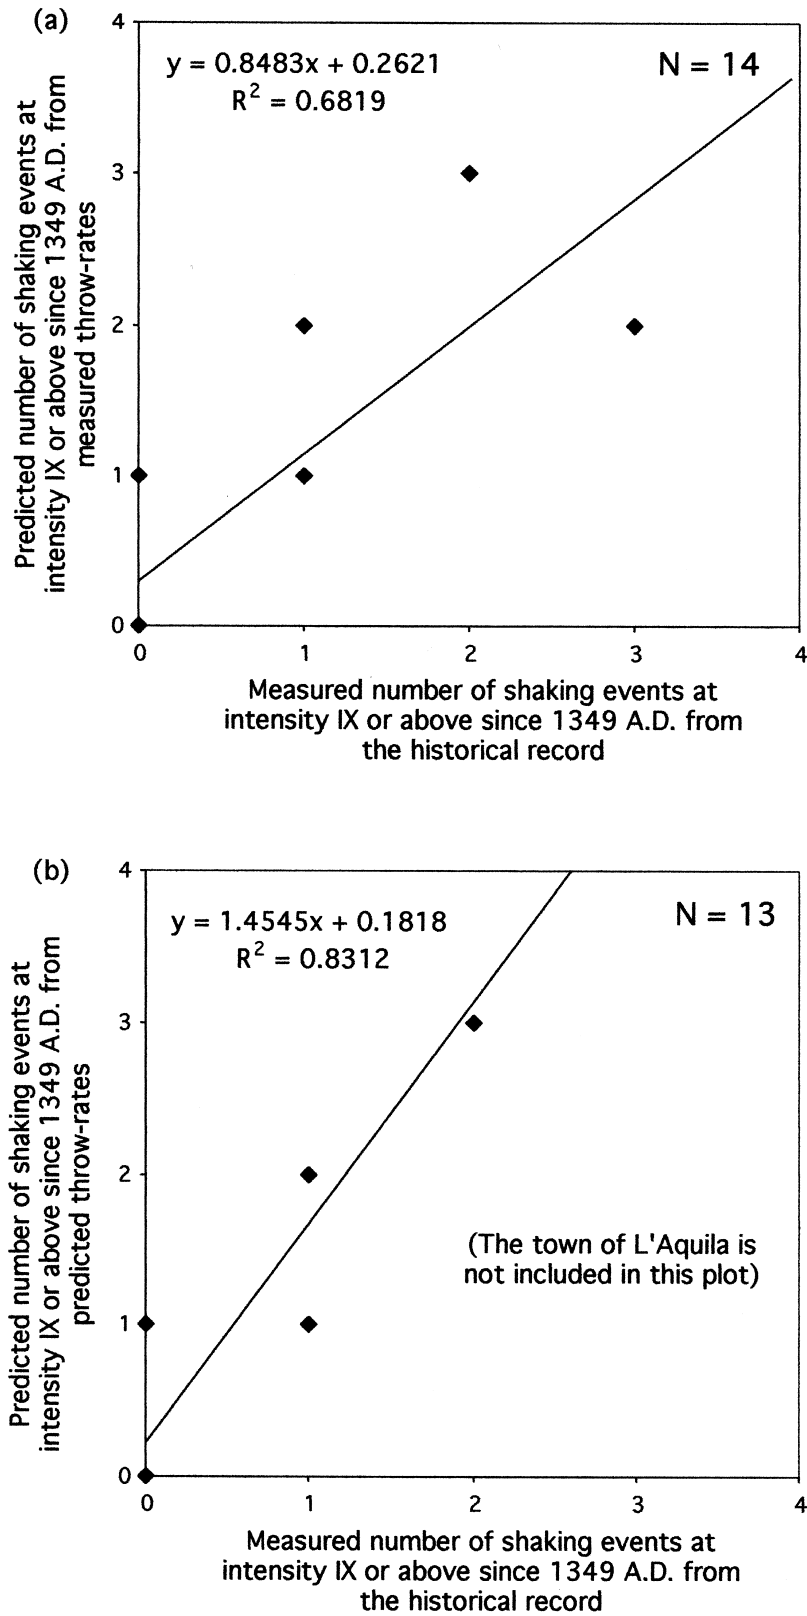 (a)
y = 0.8483x + 0.2621
R² = 0.6819
N = 14
Predicted number of shaking events at
intensity IX or above since 1349 A.D. from
measured throw-rates
4
3
2
1
0
0 1 2 3 4
Measured number of shaking events at
intensity IX or above since 1349 A.D. from
the historical record
(b)
y = 1.4545x + 0.1818
R² = 0.8312
N = 13
Predicted number of shaking events at
intensity IX or above since 1349 A.D. from
predicted throw-rates
4
3
2
1
0
(The town of L'Aquila is
not included in this plot)
0 1 2 3 4
Measured number of shaking events at
intensity IX or above since 1349 A.D. from
the historical record